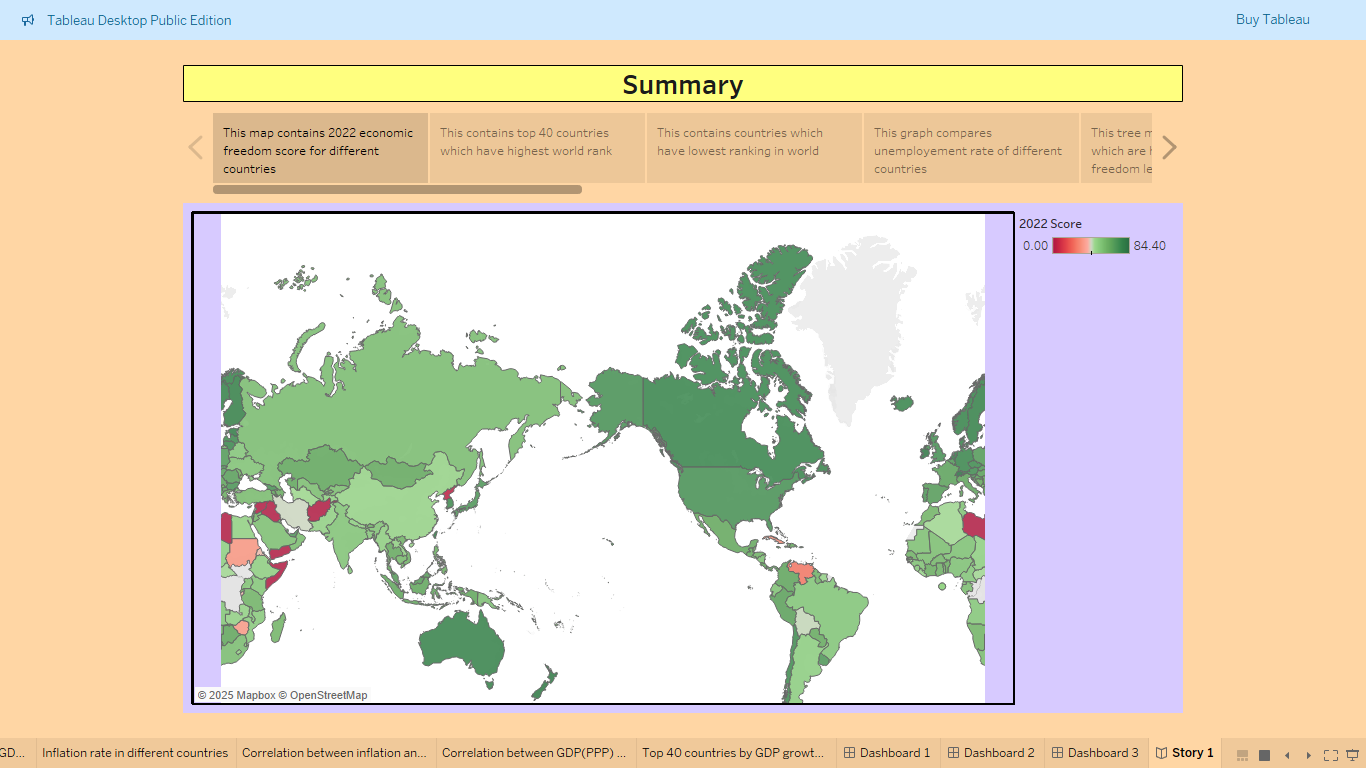 Tableau Desktop Public Edition
Buy Tableau
Summary
This map contains 2022 economic
freedom score for different
countries
This contains top 40 countries
which have highest world rank
This contains countries which
have lowest ranking in world
This graph compares
unemployement rate of different
countries
This tree m
which are h
freedom le
2022 Score
0.00
84.40
© 2025 Mapbox © OpenStreetMap
GD...
Inflation rate in different countries
Correlation between inflation an...
Correlation between GDP(PPP) ...
Top 40 countries by GDP growt...
Dashboard 1
Dashboard 2
Dashboard 3
Story 1